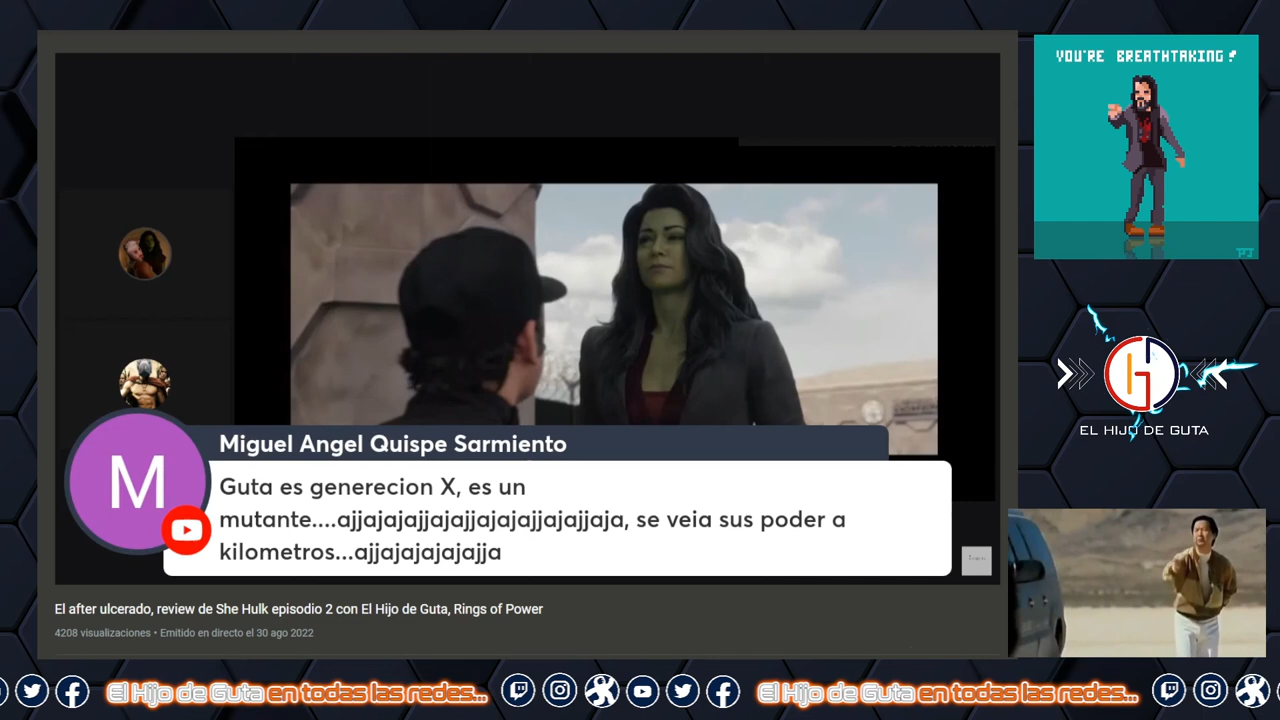 YOU'RE BREATHTAKING!
Miguel Angel Quispe Sarmiento
M
Guta es generecion X, es un
mutante....ajjajajajjajajjajajajjajajjaja, se veia sus poder a
kilometros...ajjajajajajajja
EL HIJO DE GUTA
El after ulcerado, review de She Hulk episodio 2 con El Hijo de Guta, Rings of Power
4208 visualizaciones • Emitido en directo el 30 ago 2022
El Hijo de Guta en todas las redes... El Hijo de Guta en todas las redes...